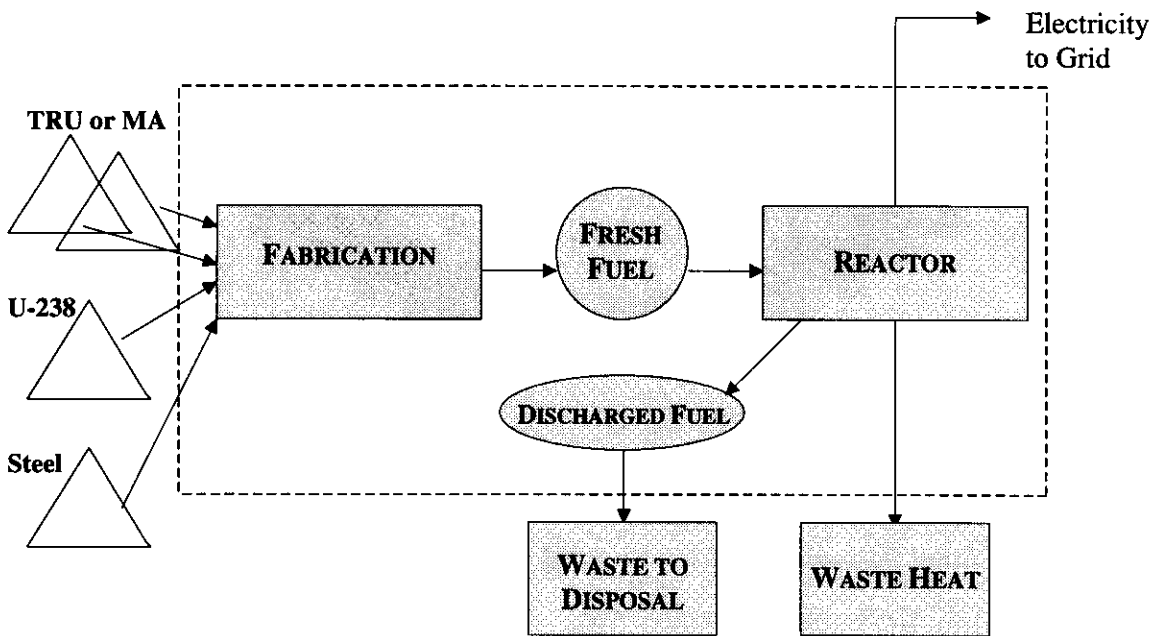 Electricity
to Grid
TRU or MA
FABRICATION
FRESH
FUEL
REACTOR
U-238
DISCHARGED FUEL
Steel
WASTE TO
DISPOSAL
WASTE HEAT